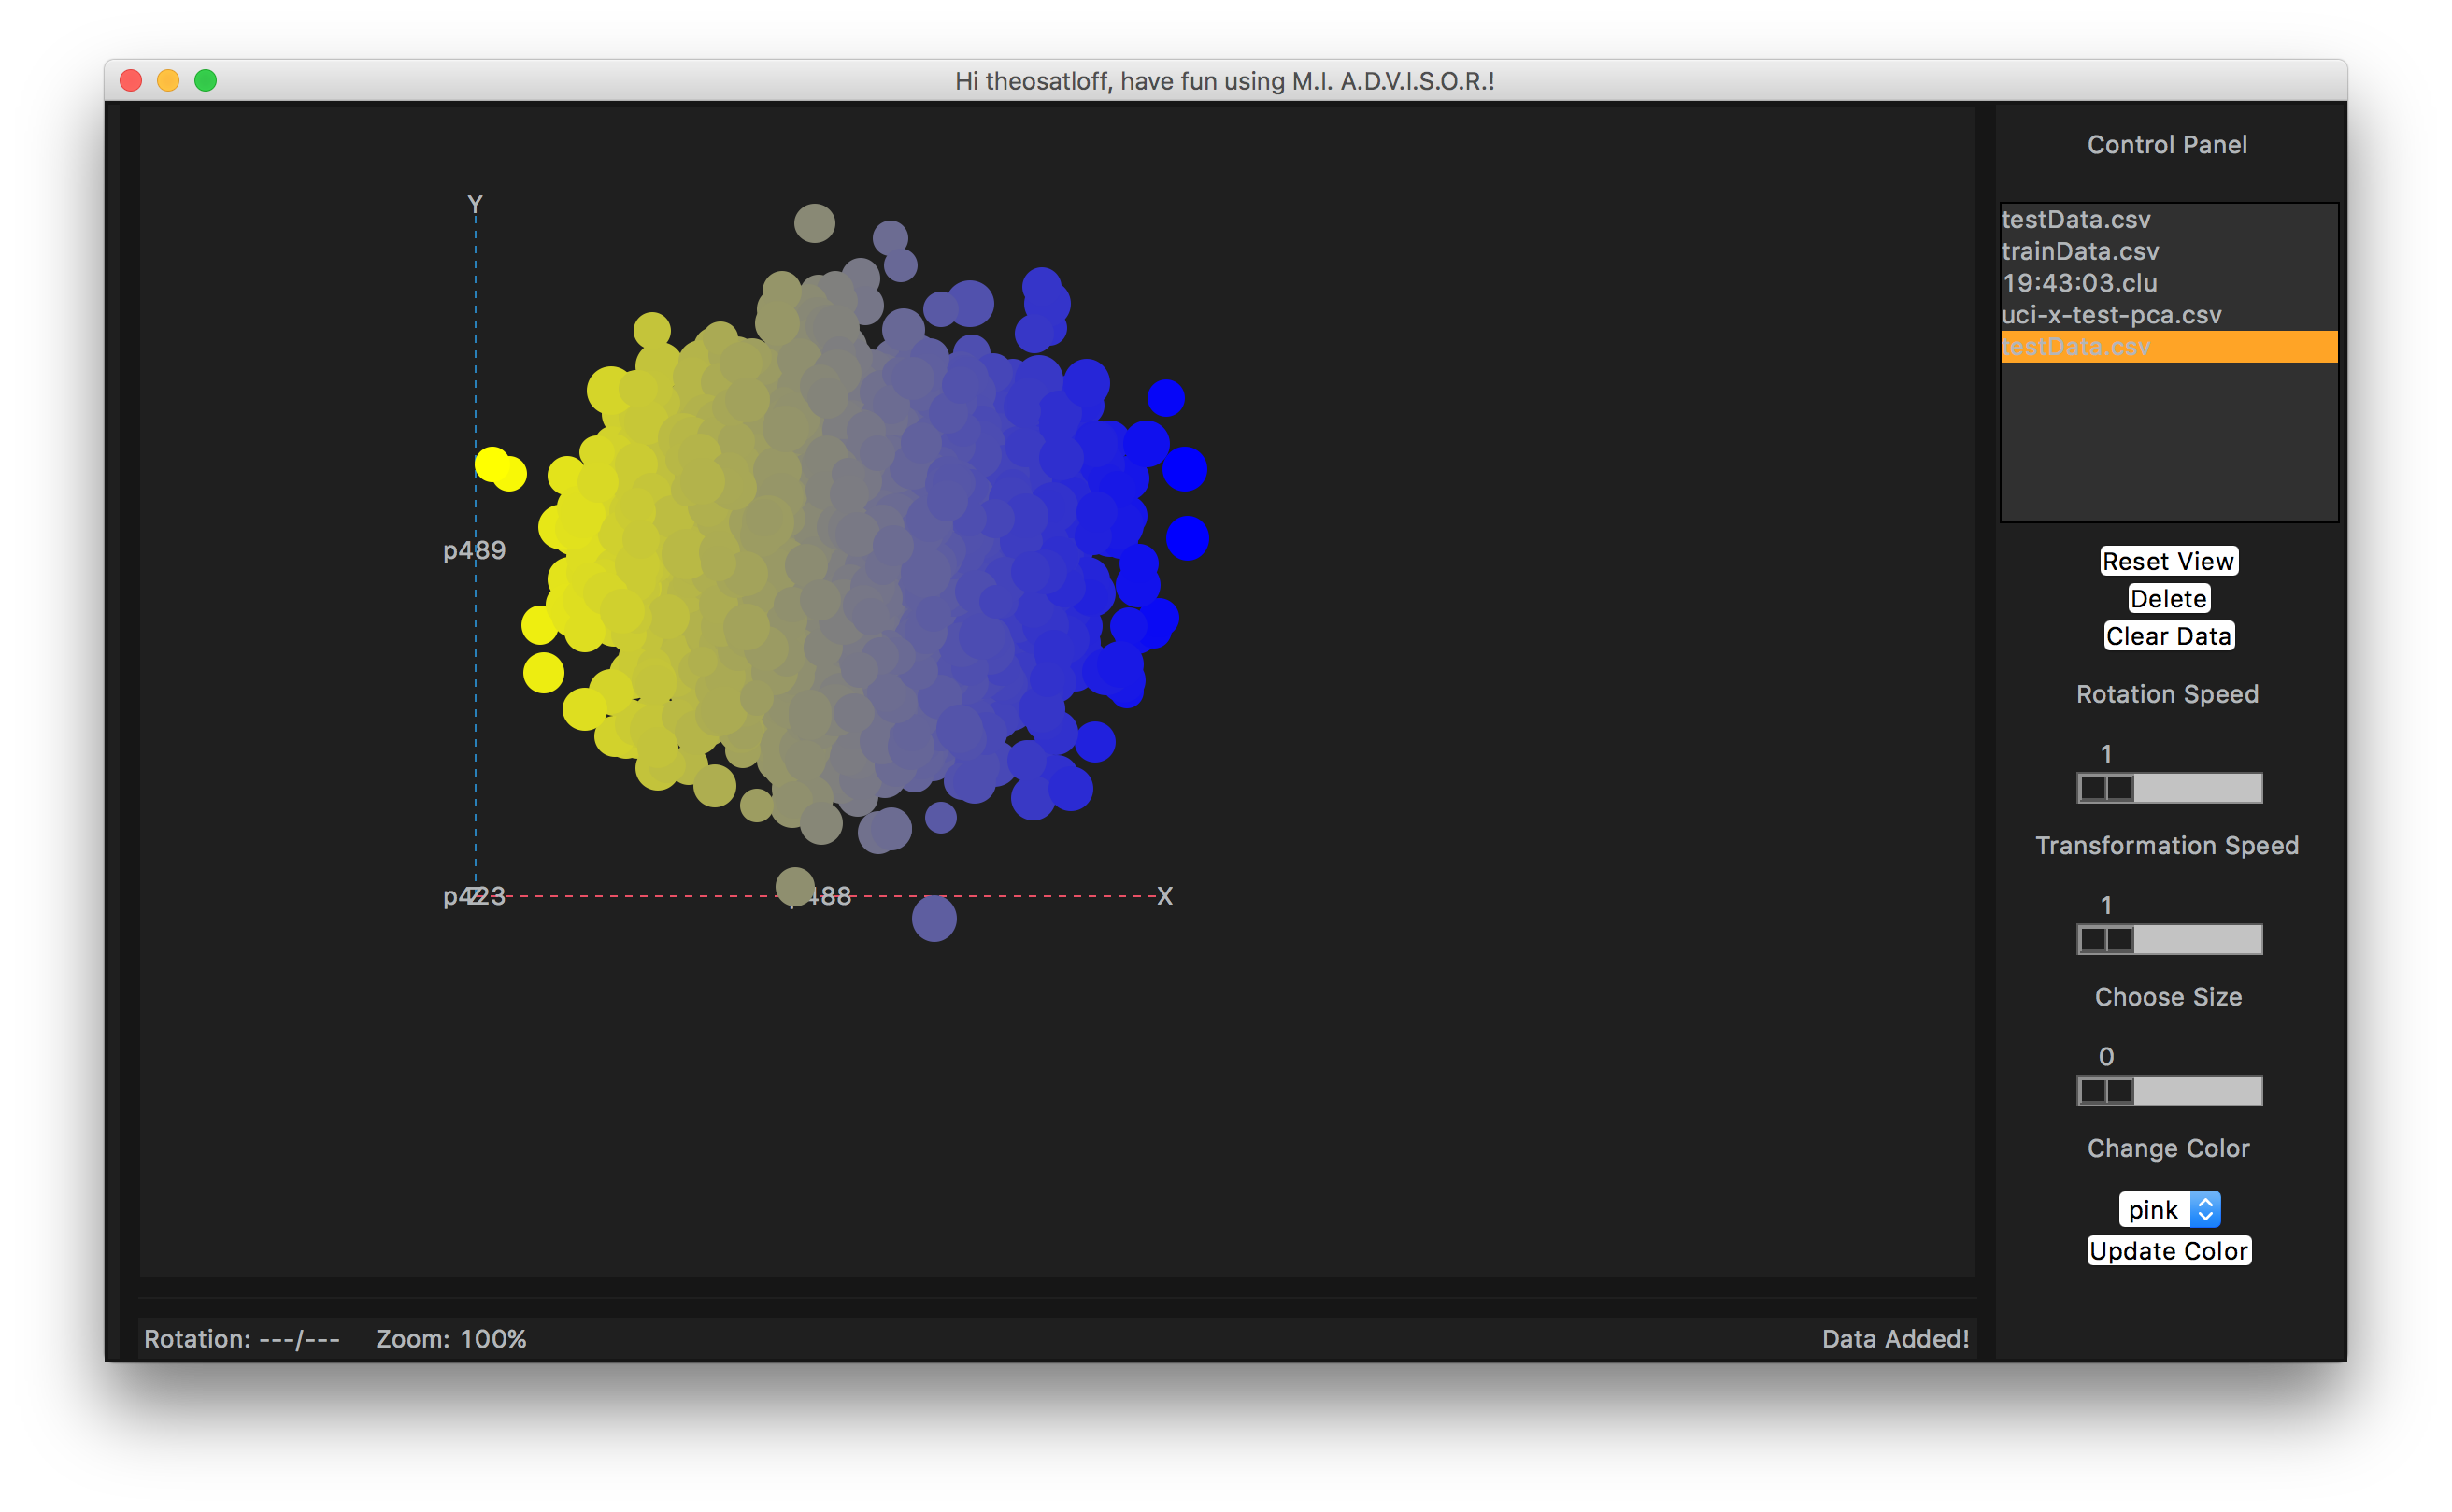 Hi theosatloff, have fun using M.I. A.D.V.I.S.O.R.!
Control Panel
testData.csv
trainData.csv
19:43:03.clu
uci-x-test-pca.csv
testData.csv
Reset View
Delete
Clear Data
Rotation Speed
1
Transformation Speed
1
Choose Size
0
Change Color
pink
Update Color
Y
p489
X
Rotation: ---/---
Zoom: 100%
Data Added!